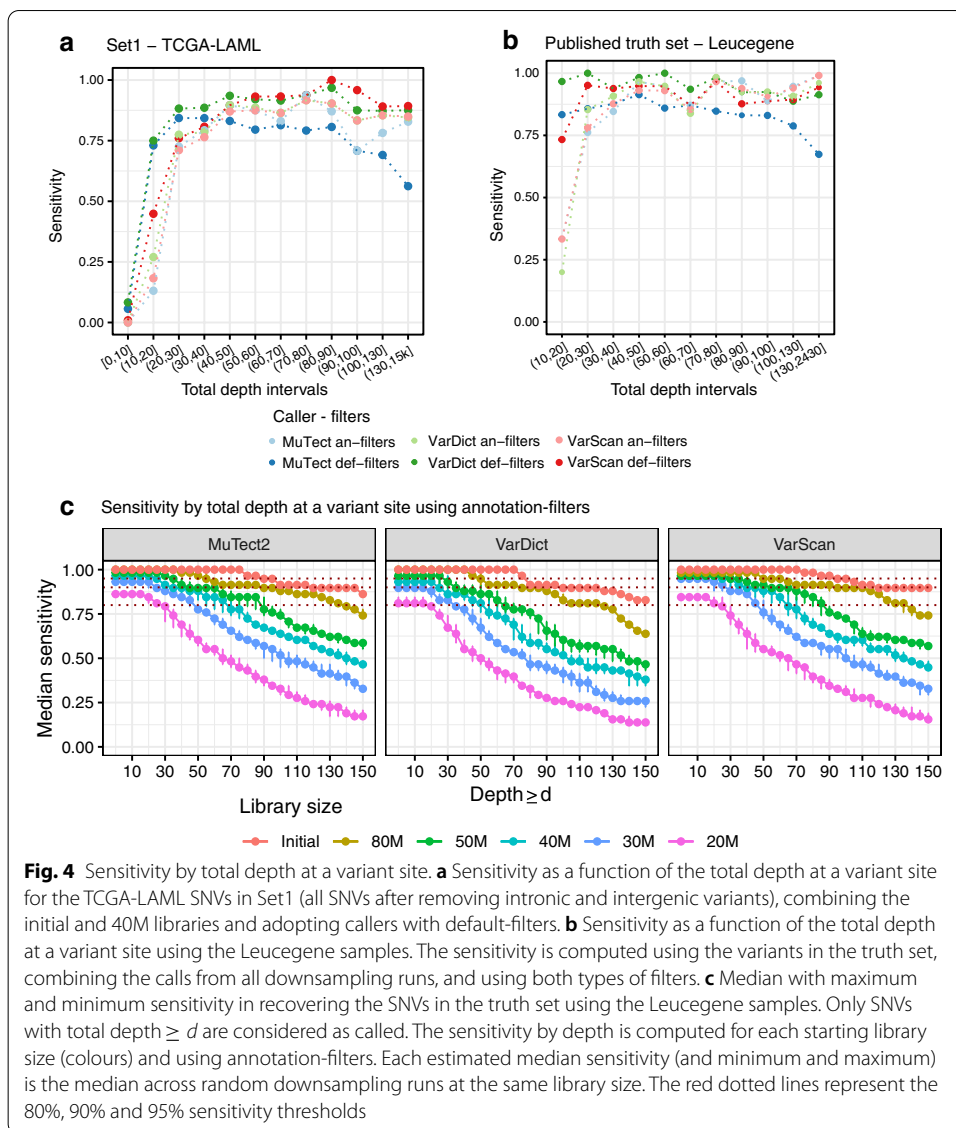 a Set1 – TCGA-LAML
Sensitivity
1.00
0.75
0.50
0.25
0.00
[0,10]
(10,20]
(20,30]
(30,40]
(40,50]
(50,60]
(60,70]
(70,80]
(80,90]
(90,100]
(100,130]
(130,15k]
Total depth intervals
b Published truth set – Leucegene
Sensitivity
1.00
0.75
0.50
0.25
0.00
(10,20]
(20,30]
(30,40]
(40,50]
(50,60]
(60,70]
(70,80]
(80,90]
(90,100]
(100,130]
(130,2430]
Total depth intervals
Caller - filters
MuTect an−filters VarDict an−filters VarScan an−filters
MuTect def−filters VarDict def−filters VarScan def−filters
c Sensitivity by total depth at a variant site using annotation−filters
MuTect2 VarDict VarScan
Median sensitivity
1.00
0.75
0.50
0.25
0.00
10 30 50 70 90 110 130 150 10 30 50 70 90 110 130 150 10 30 50 70 90 110 130 150
Depth ≥ d
Library size
Initial 80M 50M 40M 30M 20M
Fig. 4 Sensitivity by total depth at a variant site. a Sensitivity as a function of the total depth at a variant site
for the TCGA-LAML SNVs in Set1 (all SNVs after removing intronic and intergenic variants), combining the
initial and 40M libraries and adopting callers with default-filters. b Sensitivity as a function of the total depth
at a variant site using the Leucegene samples. The sensitivity is computed using the variants in the truth set,
combining the calls from all downsampling runs, and using both types of filters. c Median with maximum
and minimum sensitivity in recovering the SNVs in the truth set using the Leucegene samples. Only SNVs
with total depth ≥ d are considered as called. The sensitivity by depth is computed for each starting library
size (colours) and using annotation-filters. Each estimated median sensitivity (and minimum and maximum)
is the median across random downsampling runs at the same library size. The red dotted lines represent the
80%, 90% and 95% sensitivity thresholds